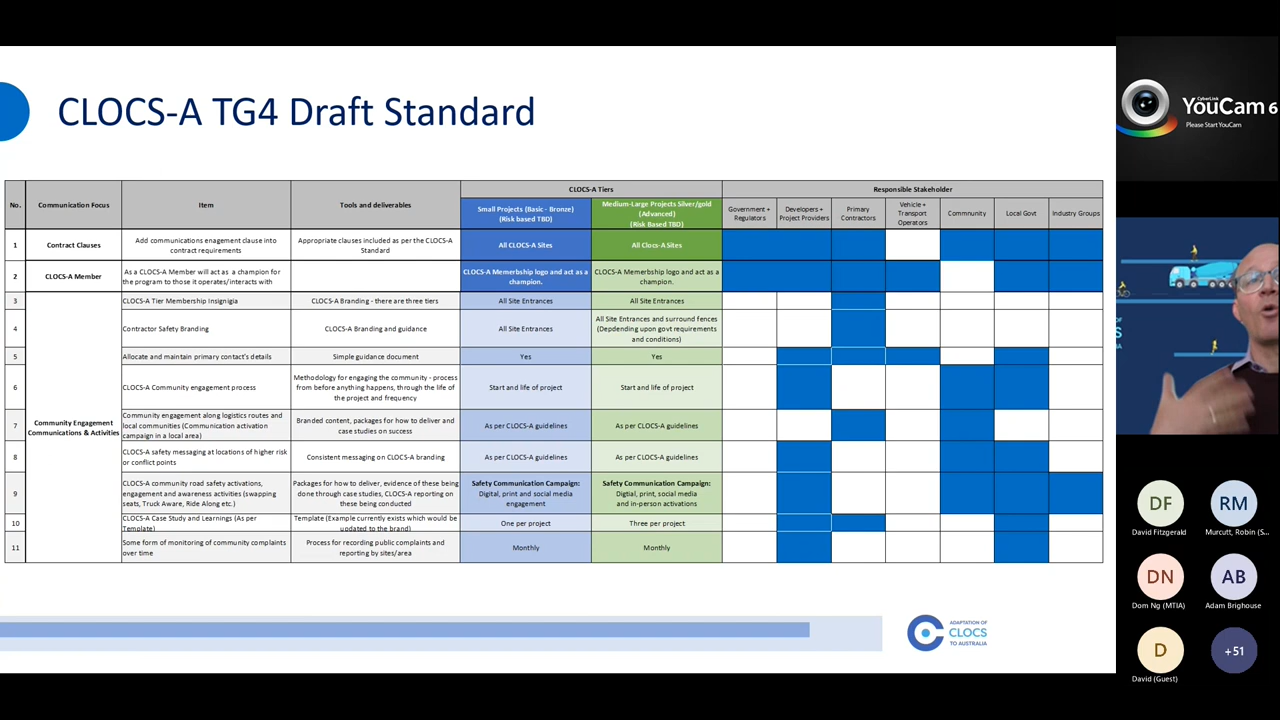 CLOCS-A TG4 Draft Standard
No.
Communication Focus
Item
Tools and deliverables
CLOCS-A Tiers
Responsible Stakeholder
Small Projects (Basic - Bronze)
(Risk based TBD)
Medium-Large Projects Silver/gold
(Advanced)
(Risk Based TBD)
Government +
Regulators
Developers +
Project Providers
Primary
Contractors
Vehicle +
Transport
Operators
Commnunity
Local Govt
Industry Groups
1
Contract Clauses
Add communications enagement clause into
contract requirements
Appropriate clauses included as per the CLOCS-A
Standard
All CLOCS-A Sites
All Clocs-A Sites
2
CLOCS-A Member
As a CLOCS-A Member will act as a champion for
the program to those it operates/interacts with
CLOCS-A Memerbship logo and act as a
champion.
CLOCS-A Memerbship logo and act as a
champion.
Community Engagement
Communications & Activities
3
CLOCS-A Tier Membership Insignigia
CLOCS-A Branding - there are three tiers
All Site Entrances
All Site Entrances
4
Contractor Safety Branding
CLOCS-A Branding and guidance
All Site Entrances
All Site Entrances and surround fences
(Depdending upon govt requirements
and conditions)
5
Allocate and maintain primary contact's details
Simple guidance document
Yes
Yes
6
CLOCS-A Community engagement process
Methodology for engaging the community - process
from before anything happens, through the life of
the project and frequency
Start and life of project
Start and life of project
7
Community engagement along logistics routes and
local communities (Communication activation
campaign in a local area)
Branded content, packages for how to deliver and
case studies on success
As per CLOCS-A guidelines
As per CLOCS-A guidelines
8
CLOCS-A safety messaging at locations of higher risk
or conflict points
Consistent messaging on CLOCS-A branding
As per CLOCS-A guidelines
As per CLOCS-A guidelines
9
CLOCS-A community road safety activations,
engagement and awareness activities (swapping
seats, Truck Aware, Ride Along etc.)
Packages for how to deliver, evidence of these being
done through case studies, CLOCS-A reporting on
these being conducted
Safety Communication Campaign:
Digital, print and social media
engagement
Safety Communication Campaign:
Digtial, print, social media
and in-person activations
10
CLOCS-A Case Study and Learnings (As per
Template)
Template (Example currently exists which would be
updated to the brand)
One per project
Three per project
11
Some form of monitoring of community complaints
over time
Process for recording public complaints and
reporting by sites/area
Monthly
Monthly
ADAPTATION OF
CLOCS
TO AUSTRALIA
CyberLink
YouCam 6
Please Start YouCam
DF
David Fitzgerald
RM
Murcutt, Robin (S...
DN
Dom Ng (MTIA)
AB
Adam Brighouse
D
David (Guest)
+51